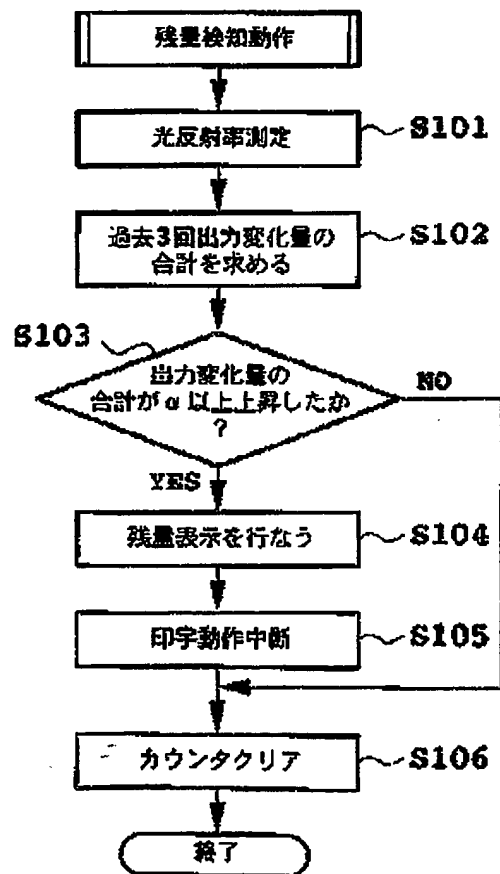 残量検知動作
光反射率測定
S101
過去3回出力変化量の
合計を求める
S102
S103
出力変化量の
合計がα以上上昇したか
?
NO
YES
残量表示を行なう
S104
印字動作中断
S105
カウンタクリア
S106
終了